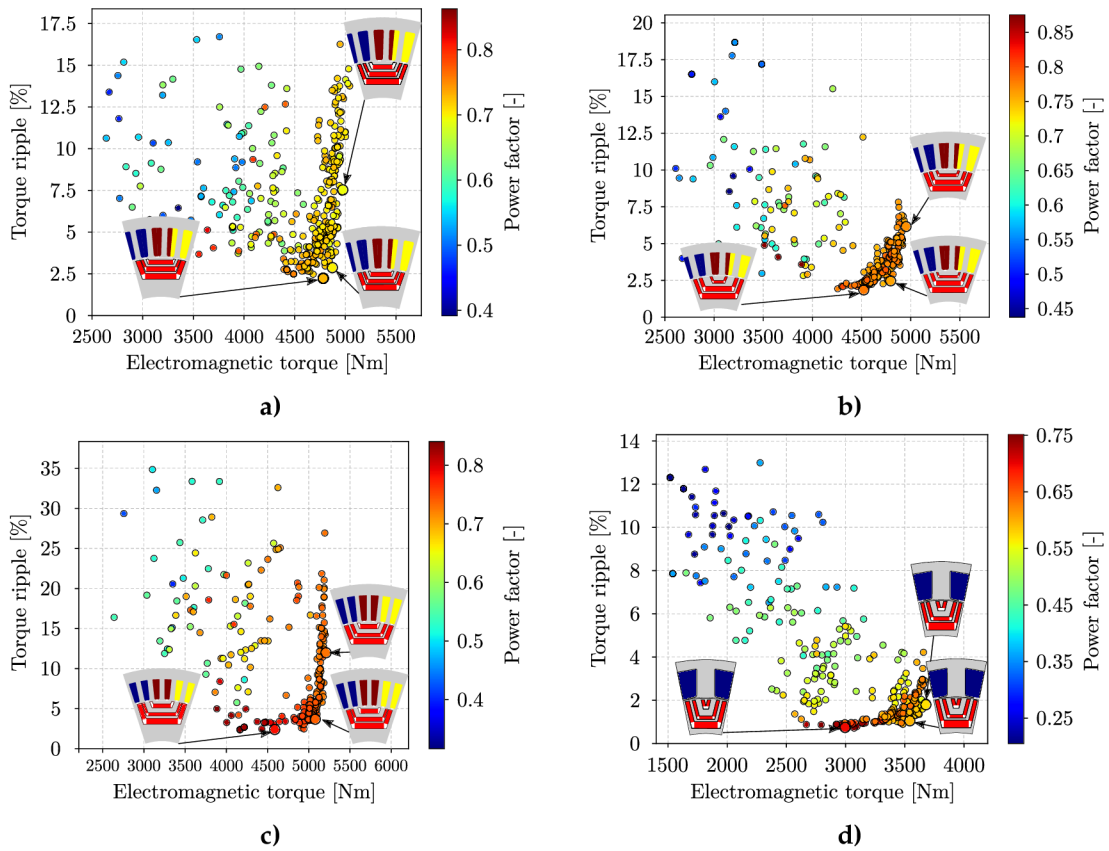 17.5
15.0
12.5
10
7.5
5
2.5
0
Torque ripple [%]
2500 3000 3500 4000 4500 5000 5500
Electromagnetic torque [Nm]
0.8
0.7
0.6
0.5
0.4
Power factor [-]
a)
20
17.5
15
12.5
10
7.5
5
2.5
0
Torque ripple [%]
2500 3000 3500 4000 4500 5000 5500
Electromagnetic torque [Nm]
0.85
0.80
0.75
0.70
0.65
0.60
0.55
0.50
0.45
Power factor [-]
b)
35
30
25
20
15
10
5
0
Torque ripple [%]
2500 3000 3500 4000 4500 5000 5500 6000
Electromagnetic torque [Nm]
0.8
0.7
0.6
0.5
0.4
Power factor [-]
c)
14
12
10
8
6
4
2
0
Torque ripple [%]
1500 2000 2500 3000 3500 4000
Electromagnetic torque [Nm]
0.75
0.65
0.55
0.45
0.35
0.25
Power factor [-]
d)